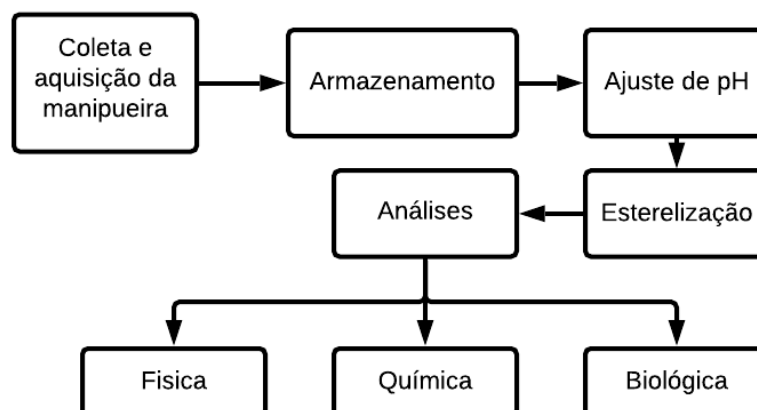 Coleta e
aquisição da
manipueira
Armazenamento
Ajuste de pH
Esterelização
Análises
Fisica
Química
Biológica